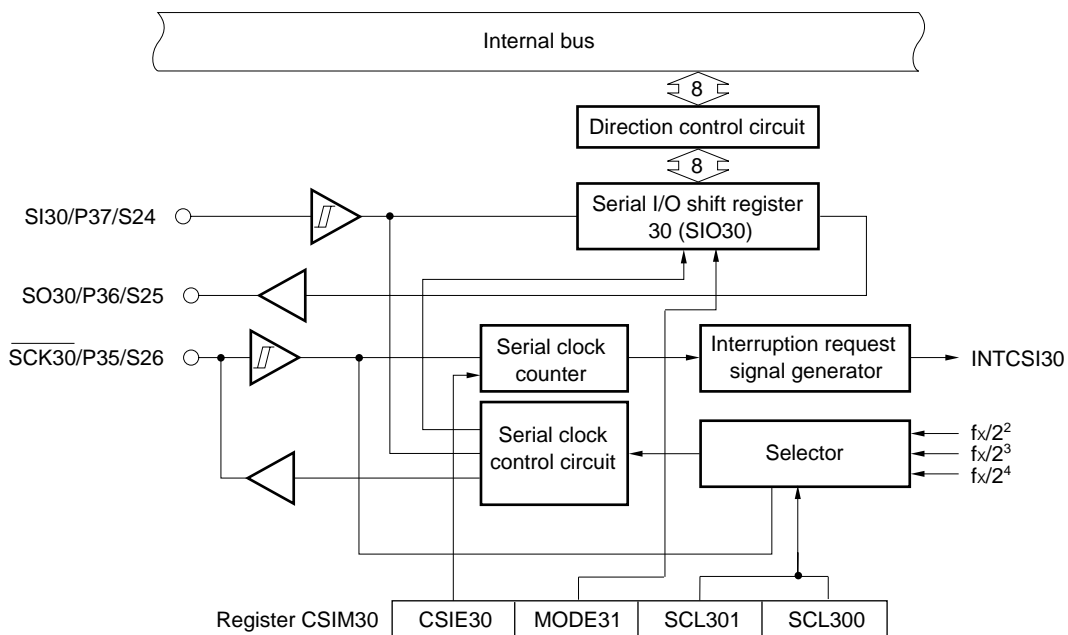 Internal bus
8
Direction control circuit
8
SI30/P37/S24
Serial I/O shift register
30 (SIO30)
SO30/P36/S25
SCK30/P35/S26
Serial clock
counter
Interruption request
signal generator
INTCSI30
Serial clock
control circuit
Selector
fX/2²
fX/2³
fX/2⁴
Register CSIM30
CSIE30
MODE31
SCL301
SCL300